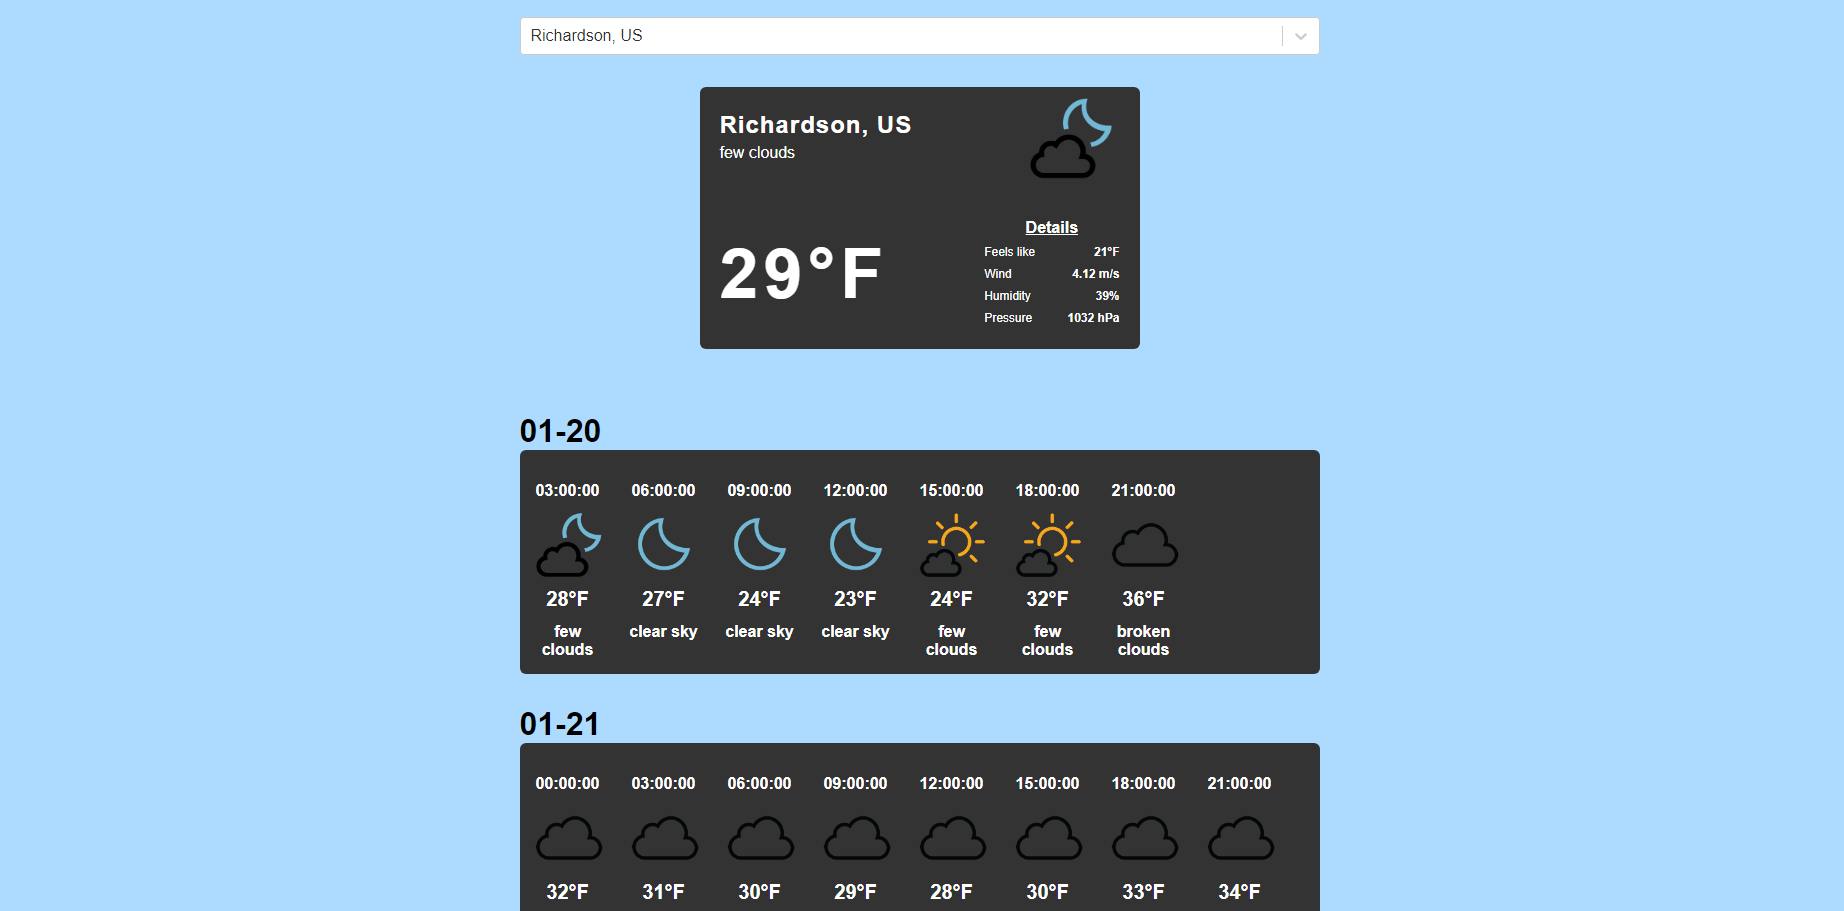 Richardson, US
Richardson, US
few clouds
29°F
Details
Feels like 21°F
Wind 4.12 m/s
Humidity 39%
Pressure 1032 hPa
01-20
03:00:00 06:00:00 09:00:00 12:00:00 15:00:00 18:00:00 21:00:00
28°F 27°F 24°F 23°F 24°F 32°F 36°F
few clear sky clear sky clear sky few few broken
clouds clouds clouds clouds
01-21
00:00:00 03:00:00 06:00:00 09:00:00 12:00:00 15:00:00 18:00:00 21:00:00
32°F 31°F 30°F 29°F 28°F 30°F 33°F 34°F